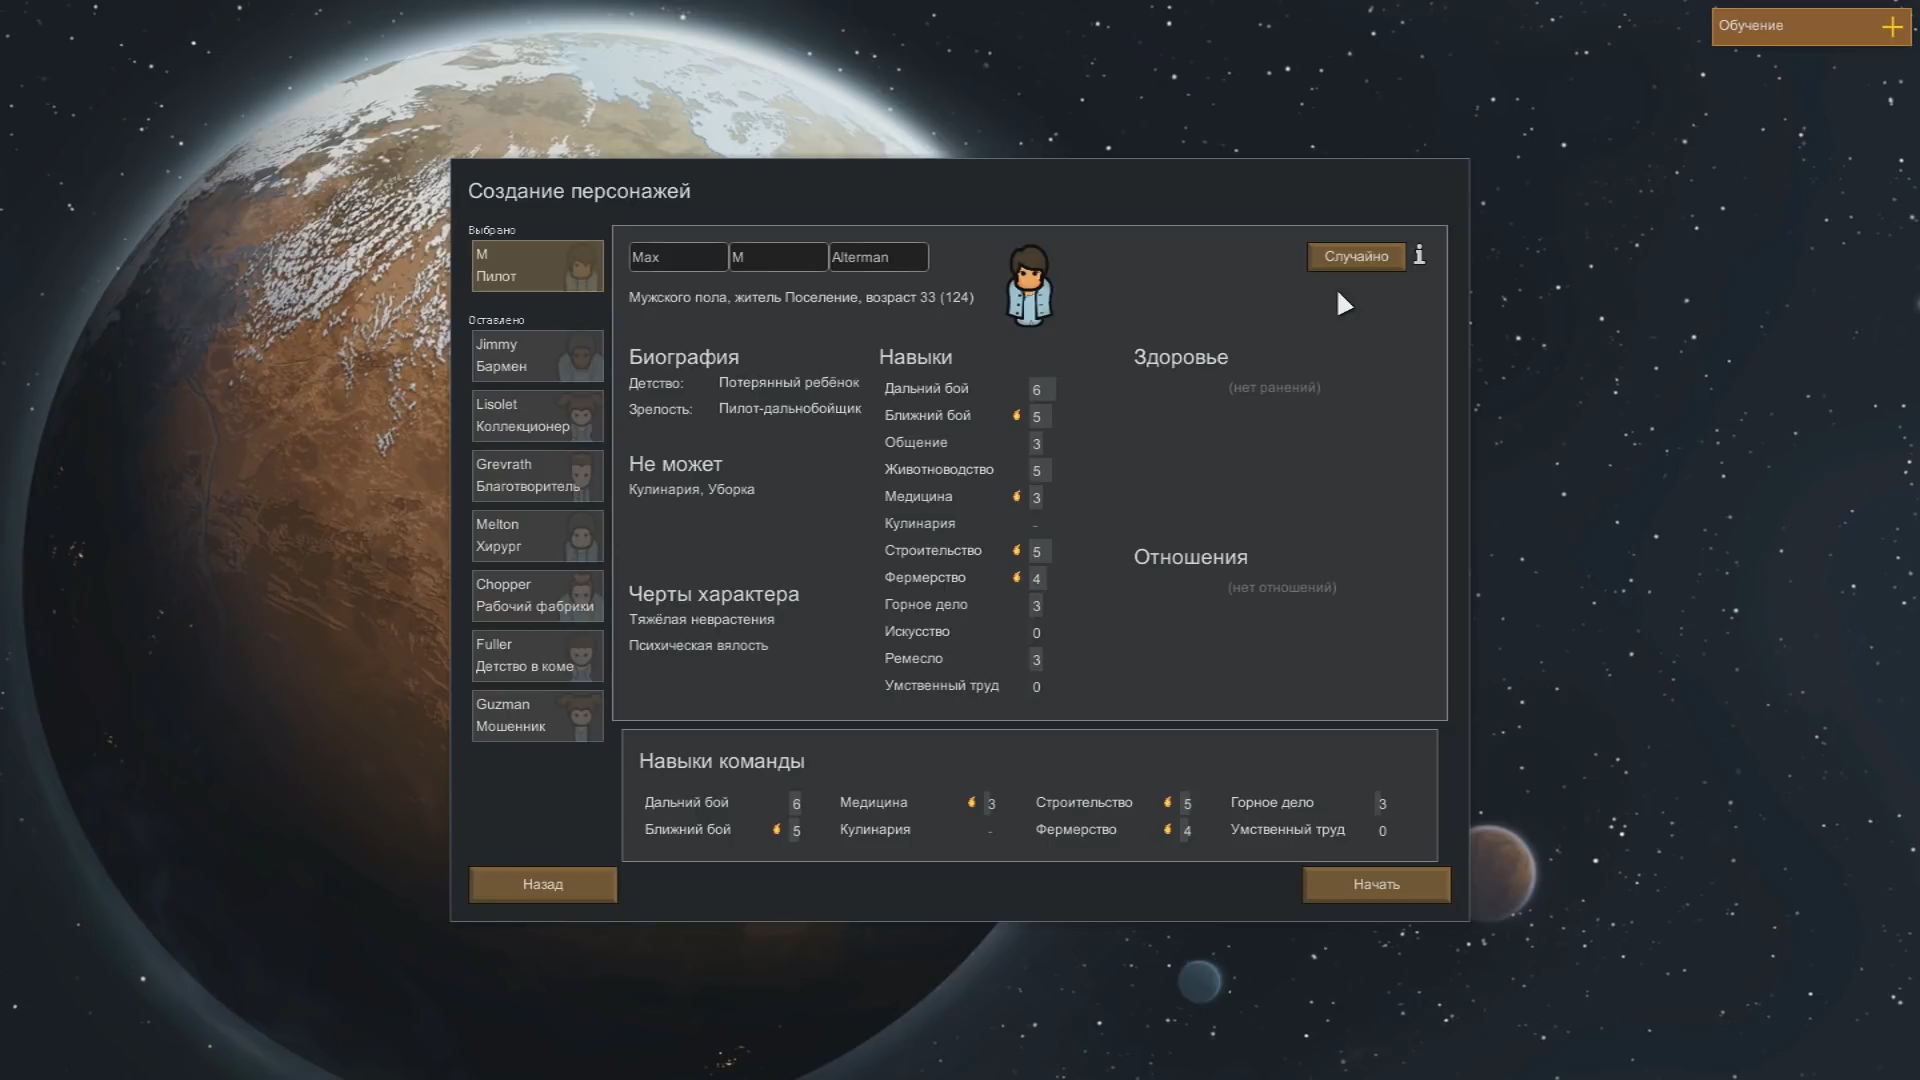 Обучение
Создание персонажей
Выбрано
M
Пилот
Оставлено
Jimmy
Бармен
Lisolet
Коллекционер
Grevrath
Благотворитель
Melton
Хирург
Chopper
Рабочий фабрики
Fuller
Детство в коме
Guzman
Мошенник
Max M Alterman
Случайно
Мужского пола, житель Поселение, возраст 33 (124)
Биография
Детство: Потерянный ребёнок
Зрелость: Пилот-дальнобойщик
Не может
Кулинария, Уборка
Черты характера
Тяжёлая неврастения
Психическая вялость
Навыки
Дальний бой 6
Ближний бой 5
Общение 3
Животноводство 5
Медицина 3
Кулинария -
Строительство 5
Фермерство 4
Горное дело 3
Искусство 0
Ремесло 3
Умственный труд 0
Здоровье
(нет ранений)
Отношения
(нет отношений)
Навыки команды
Дальний бой 6 Медицина 3 Строительство 5 Горное дело 3
Ближний бой 5 Кулинария - Фермерство 4 Умственный труд 0
Назад
Начать